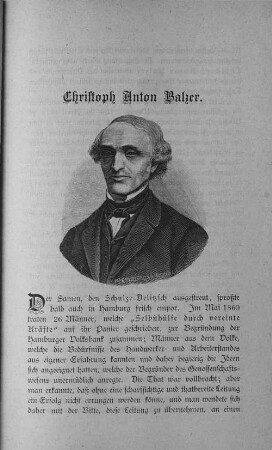 Christoph Anton Balzer.
Der Samen, den Schulze-Delitzsch ausgestreut, sproßte
bald auch in Hamburg frisch empor. Im Mai 1860
traten 26 Männer, welche „Selbsthülfe durch vereinte
Kräfte“ auf ihr Panier geschrieben, zur Begründung der
Hamburger Volksbank zusammen; Männer aus dem Volke,
welche die Bedürfnisse des Handwerker- und Arbeiterstandes
aus eigener Erfahrung kannten und daher begierig die Ideen
sich angeeignet hatten, welche der Begründer des Genossenschafts-
wesens unermüdlich anregte. Die That war vollbracht; aber
man erkannte, daß ohne eine scharfsichtige und thatbereite Leitung
ein Erfolg nicht errungen werden könne, und man wendete sich
daher mit der Bitte, diese Leitung zu übernehmen, an einen